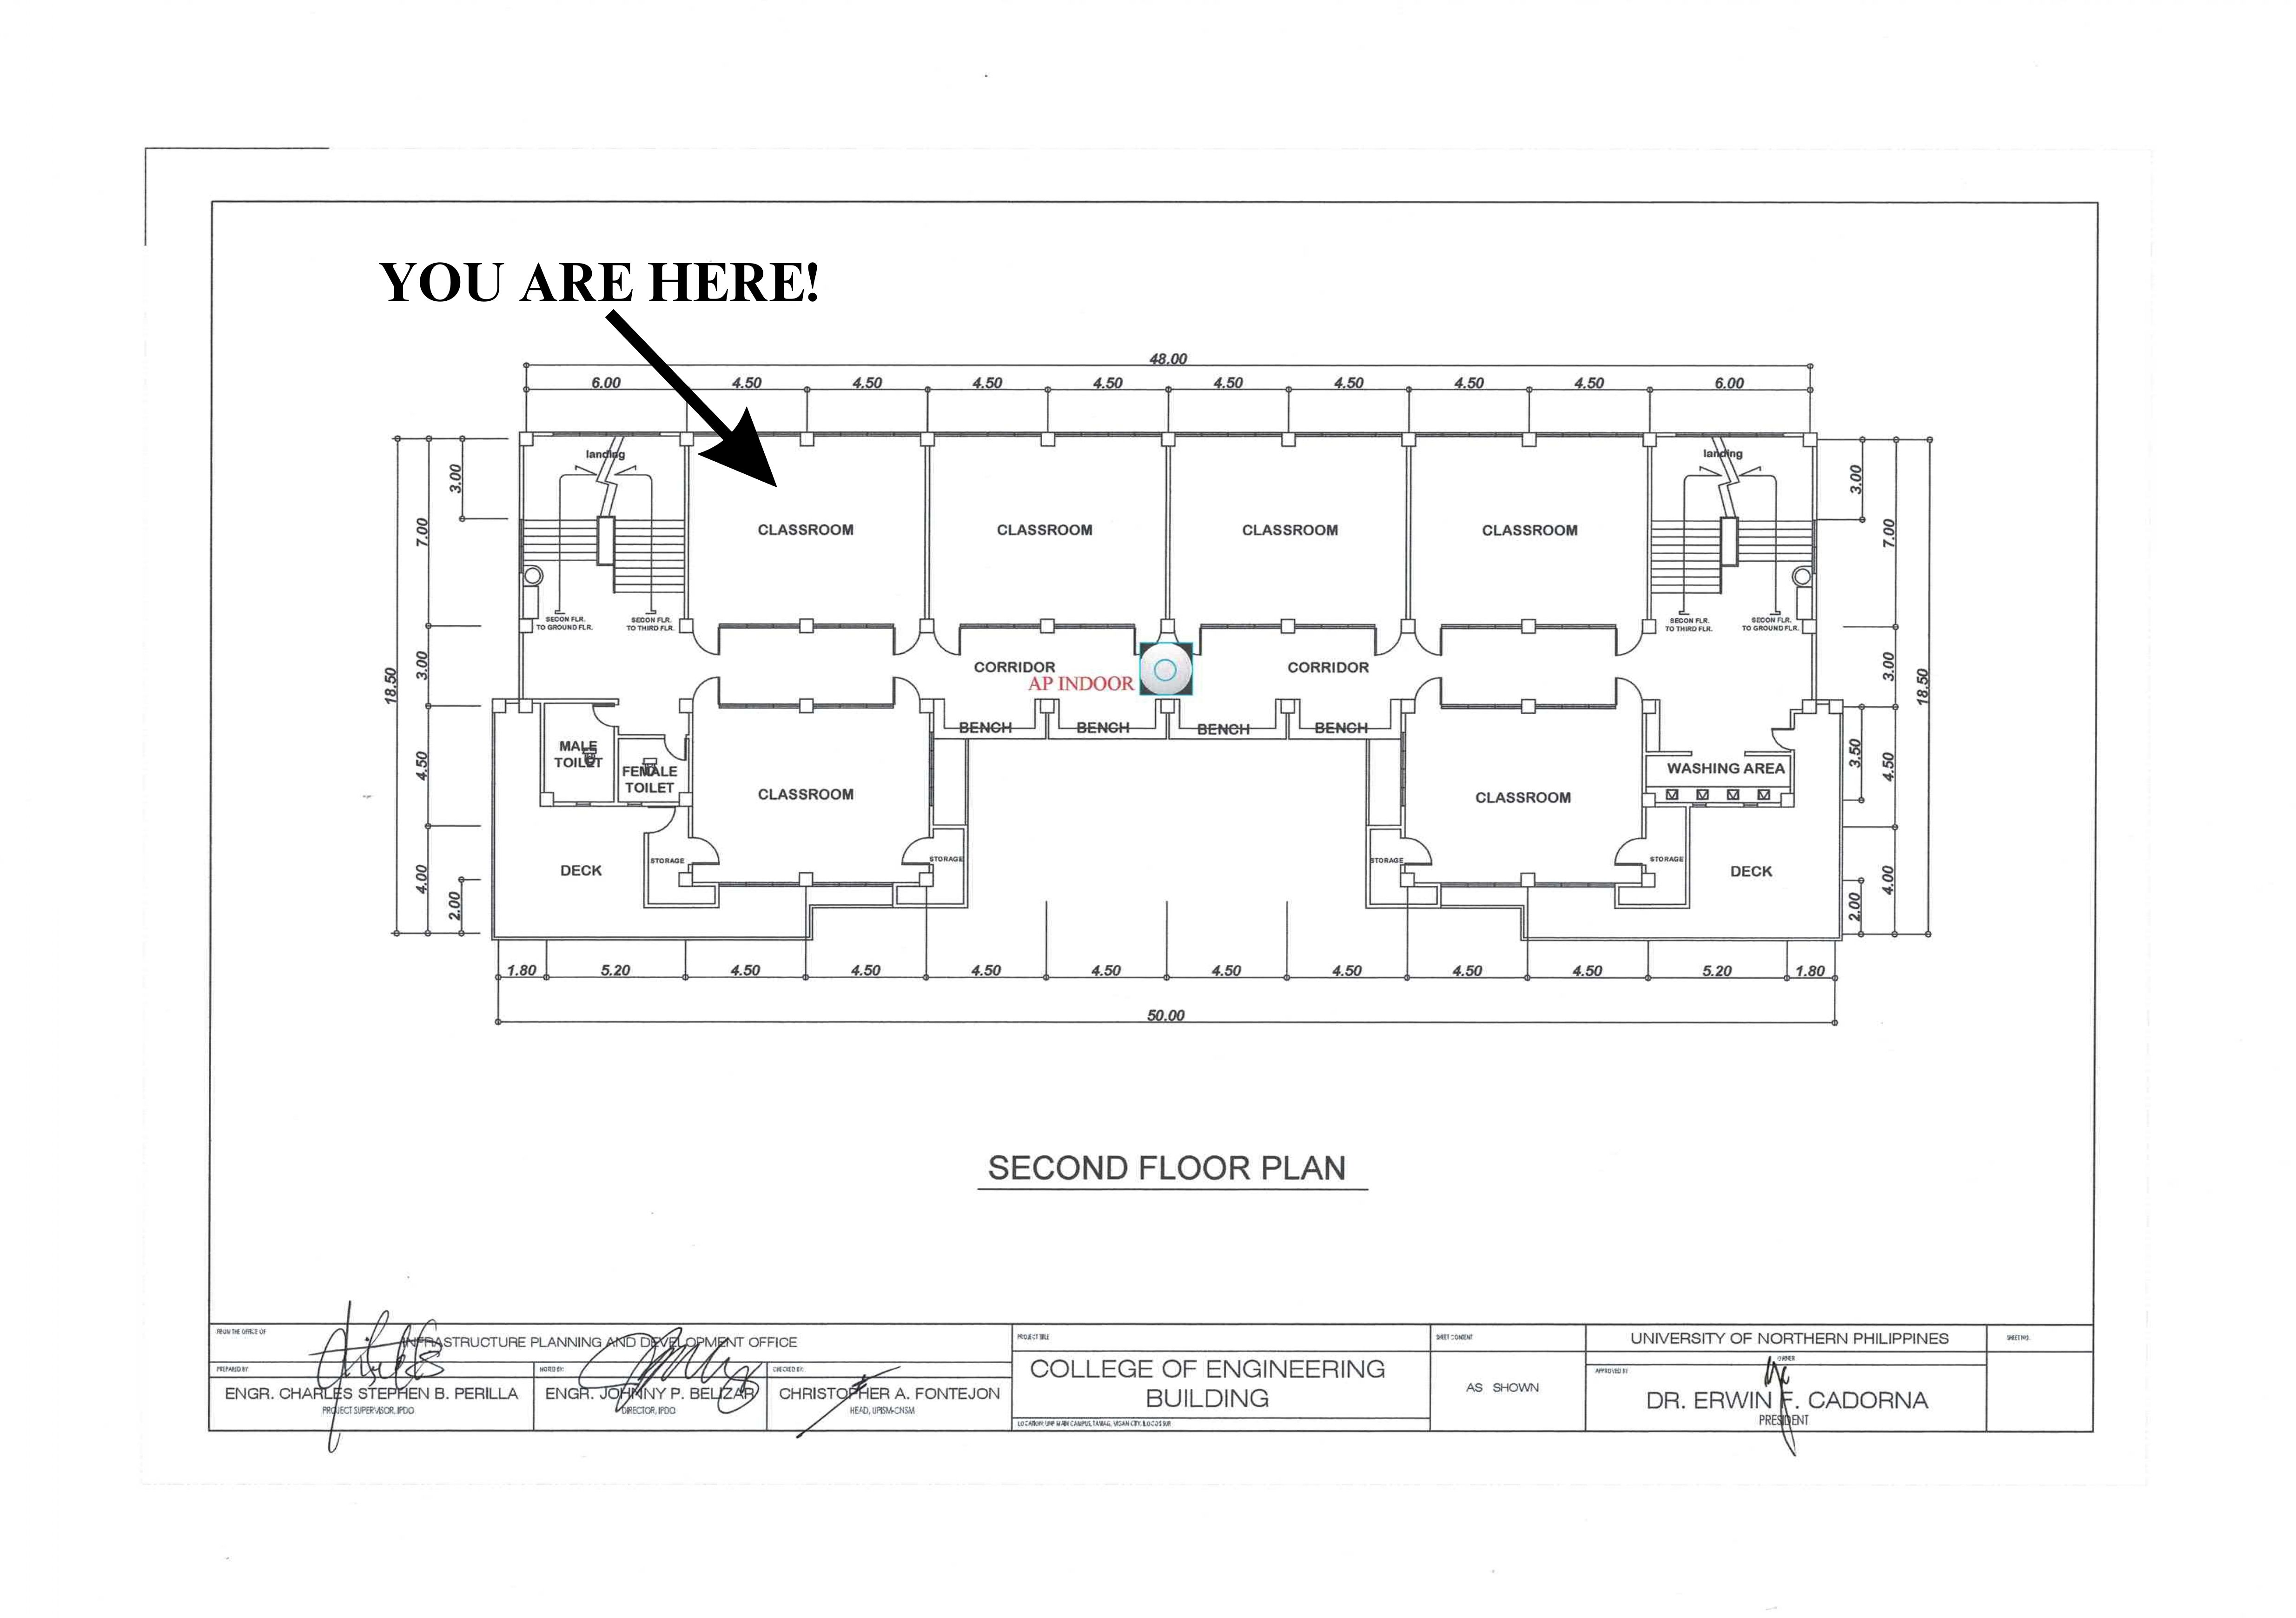 YOU ARE HERE!
48.00
6.00 4.50 4.50 4.50 4.50 4.50 4.50 4.50 4.50 6.00
landing
landing
3.00
3.00
7.00
7.00
CLASSROOM CLASSROOM CLASSROOM CLASSROOM
SECON FLR.
TO GROUND FLR.
SECON FLR.
TO THIRD FLR.
SECON FLR.
TO THIRD FLR.
SECON FLR.
TO GROUND FLR.
3.00
18.50
CORRIDOR
CORRIDOR
AP INDOOR
3.00
18.50
BENCH BENCH BENCH BENCH
MALE
TOILET
FEMALE
TOILET
4.50
CLASSROOM
CLASSROOM
WASHING AREA
3.50
4.50
STORAGE
STORAGE
STORAGE
STORAGE
DECK
DECK
4.00
2.00
2.00
4.00
1.80 5.20 4.50 4.50 4.50 4.50 4.50 4.50 4.50 4.50 5.20 1.80
50.00
SECOND FLOOR PLAN
FROM THE OFFICE OF
INFRASTRUCTURE PLANNING AND DEVELOPMENT OFFICE
PREPARED BY
ENGR. CHARLES STEPHEN B. PERILLA
PROJECT SUPERVISOR, IPDO
NOTED BY:
ENGR. JOHNNY P. BELIZAR
DIRECTOR, IPDO
CHECKED BY:
CHRISTOPHER A. FONTEJON
HEAD, UPISM-CNSM
PROJECT TITLE
COLLEGE OF ENGINEERING
BUILDING
LOCATION: UNP MAIN CAMPUS, TAMAG, VIGAN CITY, ILOCOS SUR
SHEET CONTENT
AS SHOWN
UNIVERSITY OF NORTHERN PHILIPPINES
OWNER
APPROVED BY
DR. ERWIN F. CADORNA
PRESIDENT
SHEET NO.